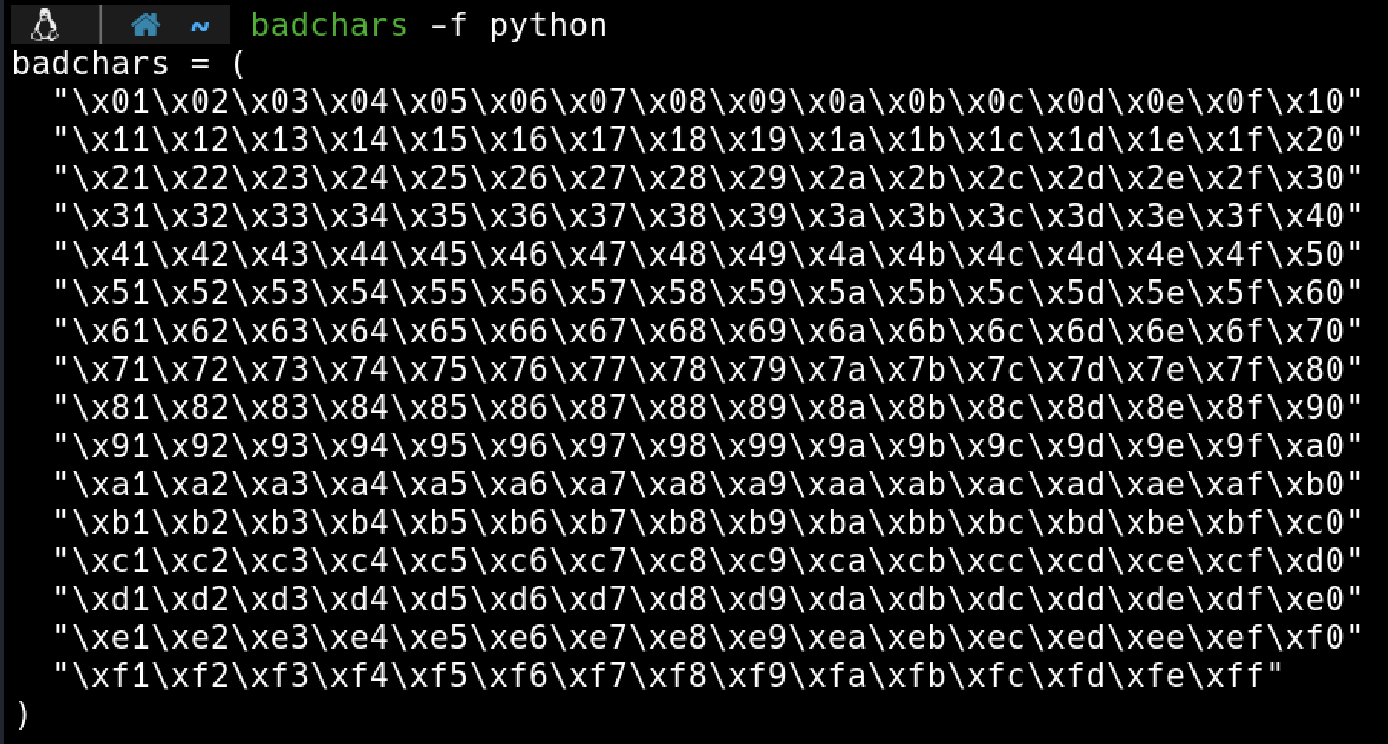 ~ badchars -f python
badchars = (
  "\x01\x02\x03\x04\x05\x06\x07\x08\x09\x0a\x0b\x0c\x0d\x0e\x0f\x10"
  "\x11\x12\x13\x14\x15\x16\x17\x18\x19\x1a\x1b\x1c\x1d\x1e\x1f\x20"
  "\x21\x22\x23\x24\x25\x26\x27\x28\x29\x2a\x2b\x2c\x2d\x2e\x2f\x30"
  "\x31\x32\x33\x34\x35\x36\x37\x38\x39\x3a\x3b\x3c\x3d\x3e\x3f\x40"
  "\x41\x42\x43\x44\x45\x46\x47\x48\x49\x4a\x4b\x4c\x4d\x4e\x4f\x50"
  "\x51\x52\x53\x54\x55\x56\x57\x58\x59\x5a\x5b\x5c\x5d\x5e\x5f\x60"
  "\x61\x62\x63\x64\x65\x66\x67\x68\x69\x6a\x6b\x6c\x6d\x6e\x6f\x70"
  "\x71\x72\x73\x74\x75\x76\x77\x78\x79\x7a\x7b\x7c\x7d\x7e\x7f\x80"
  "\x81\x82\x83\x84\x85\x86\x87\x88\x89\x8a\x8b\x8c\x8d\x8e\x8f\x90"
  "\x91\x92\x93\x94\x95\x96\x97\x98\x99\x9a\x9b\x9c\x9d\x9e\x9f\xa0"
  "\xa1\xa2\xa3\xa4\xa5\xa6\xa7\xa8\xa9\xaa\xab\xac\xad\xae\xaf\xb0"
  "\xb1\xb2\xb3\xb4\xb5\xb6\xb7\xb8\xb9\xba\xbb\xbc\xbd\xbe\xbf\xc0"
  "\xc1\xc2\xc3\xc4\xc5\xc6\xc7\xc8\xc9\xca\xcb\xcc\xcd\xce\xcf\xd0"
  "\xd1\xd2\xd3\xd4\xd5\xd6\xd7\xd8\xd9\xda\xdb\xdc\xdd\xde\xdf\xe0"
  "\xe1\xe2\xe3\xe4\xe5\xe6\xe7\xe8\xe9\xea\xeb\xec\xed\xee\xef\xf0"
  "\xf1\xf2\xf3\xf4\xf5\xf6\xf7\xf8\xf9\xfa\xfb\xfc\xfd\xfe\xff"
)